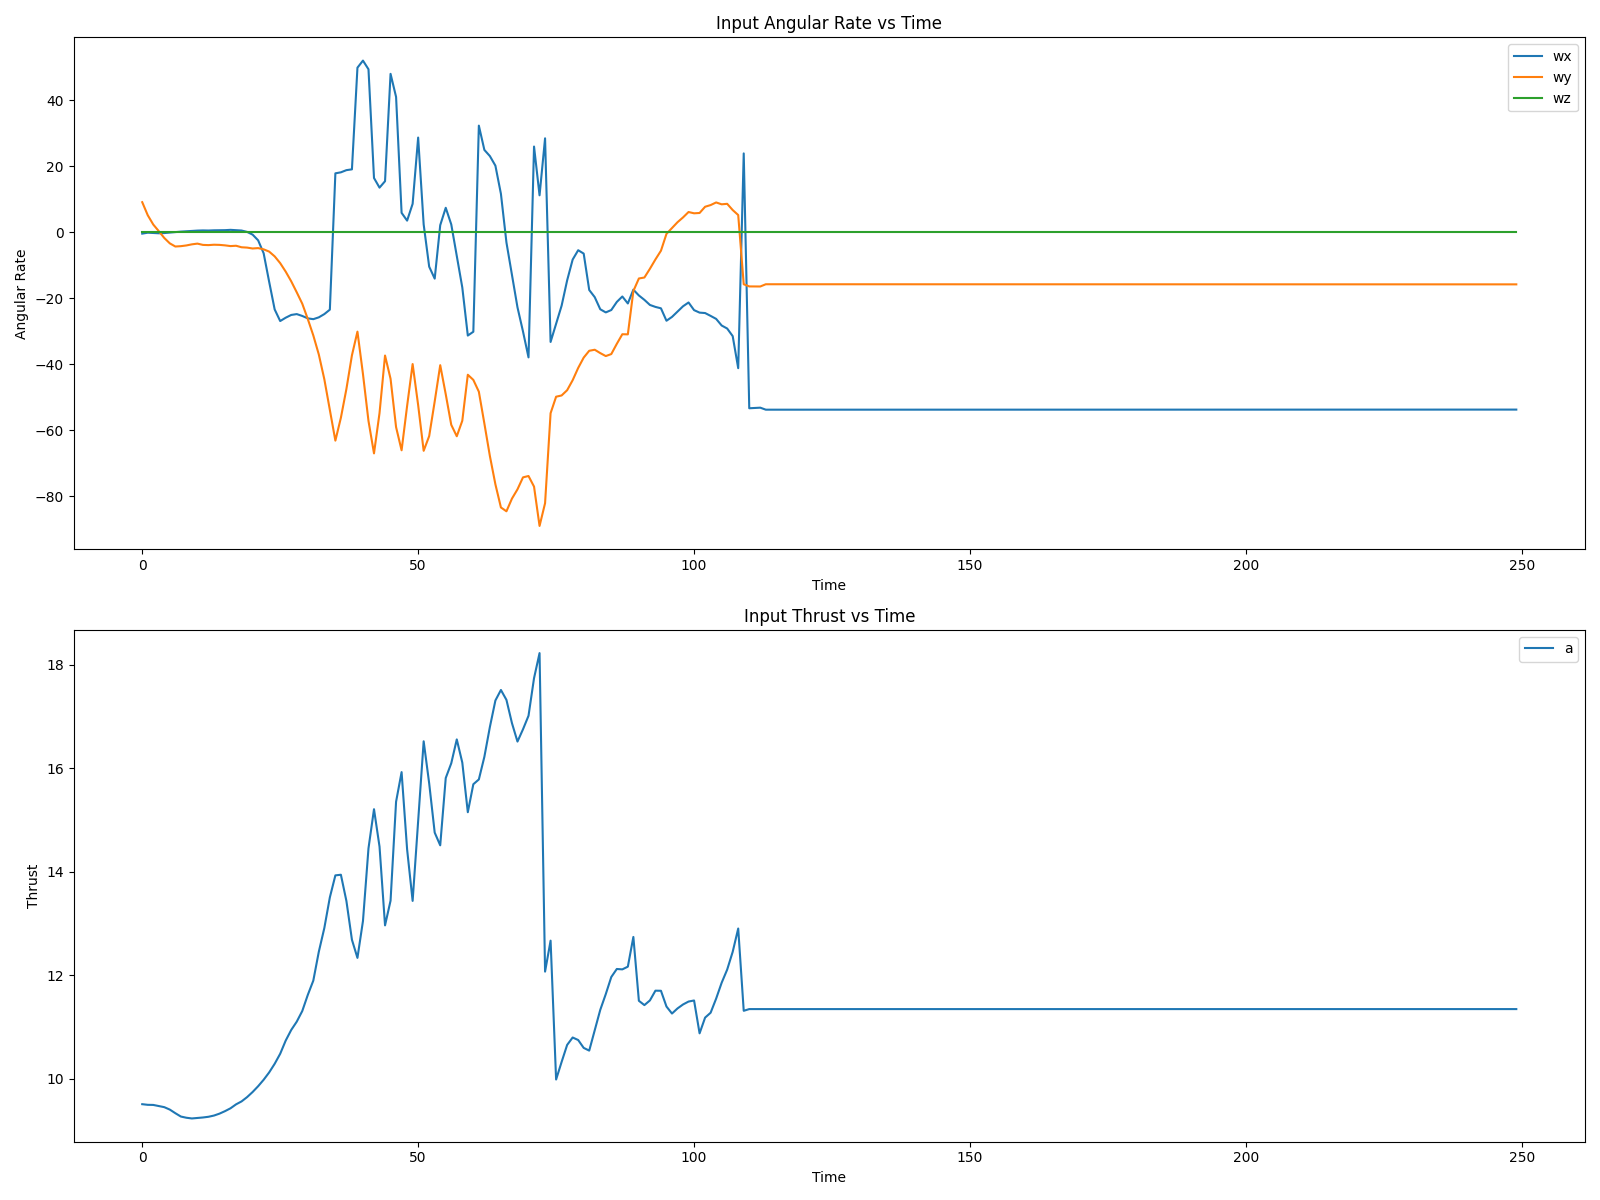 Input Angular Rate vs Time
wx
wy
wz
Angular Rate
40
20
0
−20
−40
−60
−80
0 50 100 150 200 250
Time
Input Thrust vs Time
a
Thrust
18
16
14
12
10
0 50 100 150 200 250
Time